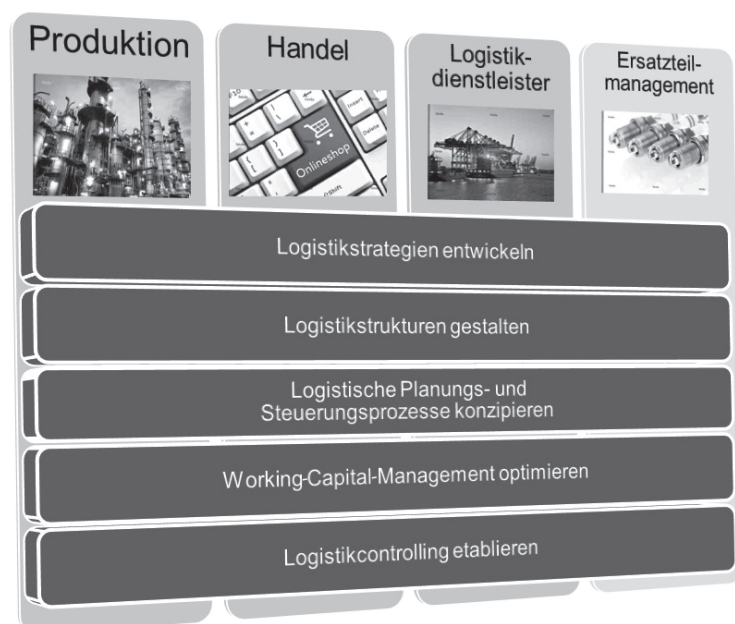 Produktion
Handel
Logistik-
dienstleister
Ersatzteil-
management
Insert
Delete
Onlineshop
Shift
Logistikstrategien entwickeln
Logistikstrukturen gestalten
Logistische Planungs- und
Steuerungsprozesse konzipieren
Working-Capital-Management optimieren
Logistikcontrolling etablieren